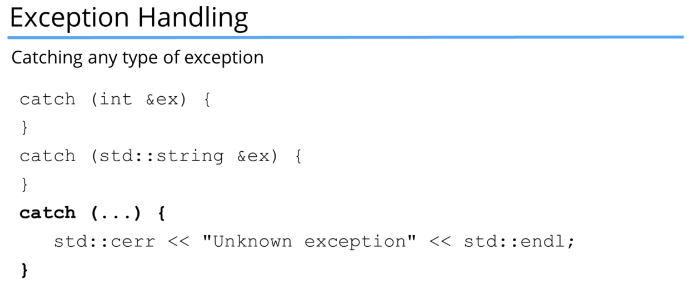 Exception Handling
Catching any type of exception
catch (int &ex) {
}
catch (std::string &ex) {
}
catch (...) {
   std::cerr << "Unknown exception" << std::endl;
}